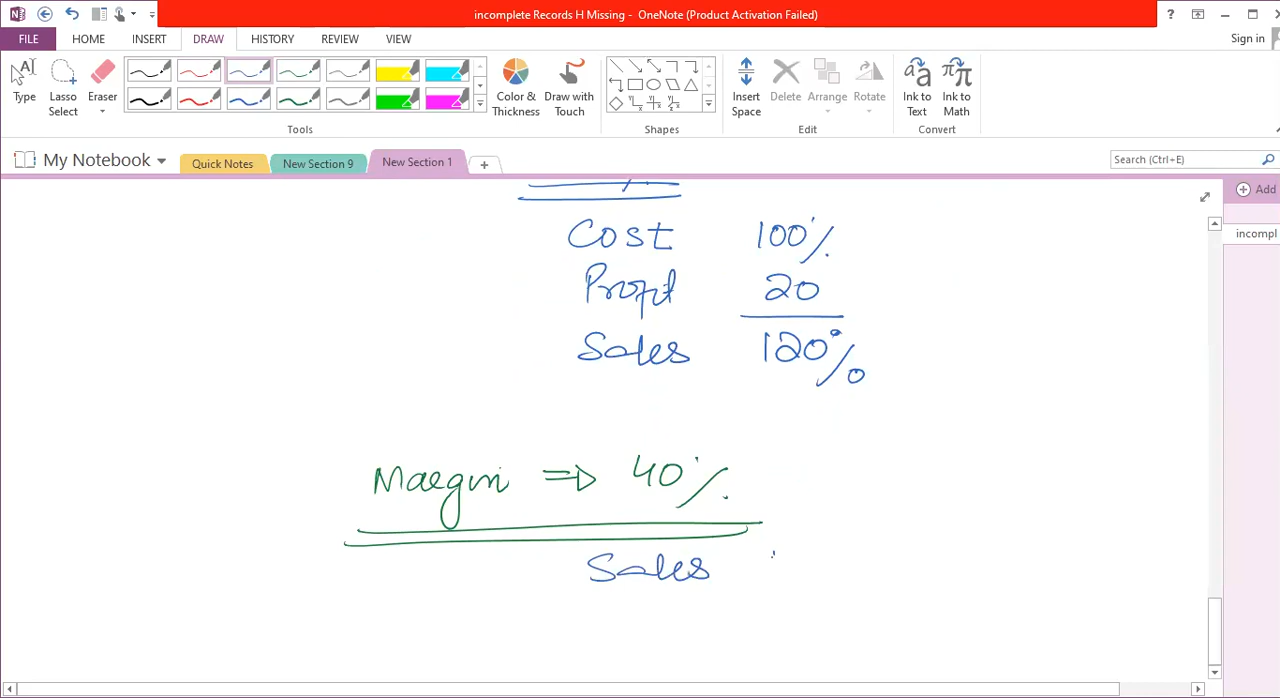 incomplete Records H Missing - OneNote (Product Activation Failed)
?
FILE HOME INSERT DRAW HISTORY REVIEW VIEW
Sign in
Type
Lasso Select
Eraser
Color & Thickness
Draw with Touch
Insert Space
Delete
Arrange
Rotate
Ink to Text
Ink to Math
Tools
Shapes
Edit
Convert
My Notebook
Quick Notes
New Section 9
New Section 1
+
Search (Ctrl+E)
Add
incompl
Cost 100%
Profit 20
Sales 120%
Margin ⇒ 40%
Sales